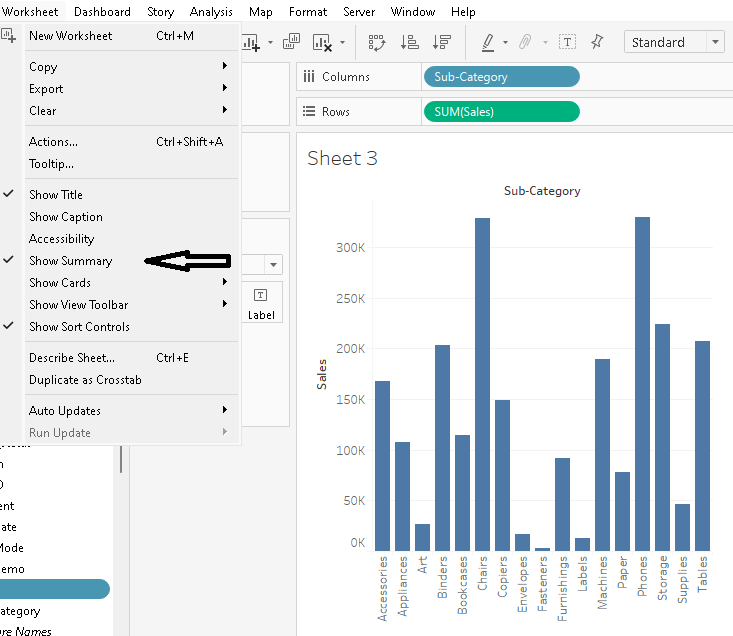 Worksheet Dashboard Story Analysis Map Format Server Window Help
New Worksheet Ctrl+M
Copy
Export
Clear
Actions... Ctrl+Shift+A
Tooltip...
Show Title
Show Caption
Accessibility
Show Summary
Show Cards
Show View Toolbar
Show Sort Controls
Describe Sheet... Ctrl+E
Duplicate as Crosstab
Auto Updates
Run Update
Standard
Columns Sub-Category
Rows SUM(Sales)
T
Label
Sheet 3
Sub-Category
Sales
300K
250K
200K
150K
100K
50K
0K
Accessories
Appliances
Art
Binders
Bookcases
Chairs
Copiers
Envelopes
Fasteners
Furnishings
Labels
Machines
Paper
Phones
Storage
Supplies
Tables
ent
ate
Mode
emo
ategory
re Names